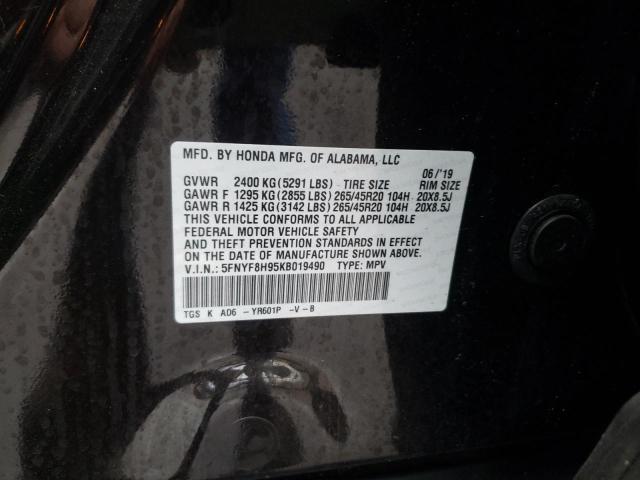 MFD. BY HONDA MFG. OF ALABAMA, LLC 06/'19
GVWR 2400 KG(5291 LBS) TIRE SIZE RIM SIZE
GAWR F 1295 KG(2855 LBS)265/45R20 104H 20X8.5J
GAWR R 1425 KG(3142 LBS)265/45R20 104H 20X8.5J
THIS VEHICLE CONFORMS TO ALL APPLICABLE
FEDERAL MOTOR VEHICLE SAFETY
AND THEFT PREVENTION STANDARDS IN EFFECT
ON THE DATE OF MANUFACTURE SHOWN ABOVE.
V.I.N.: 5FNYF8H95KB019490 TYPE: MPV
TGS K A06 -YR601P -V-B